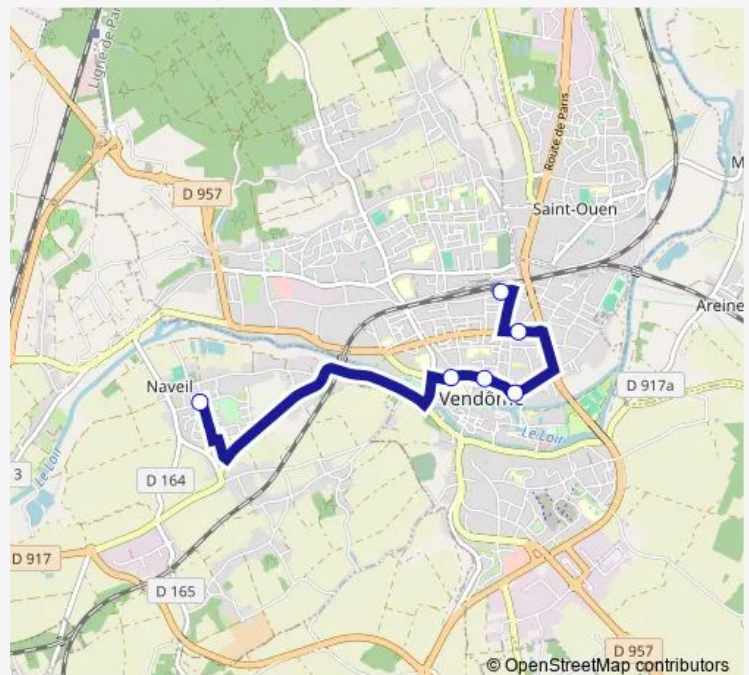 Ligne de Par
D 957
Route de Paris
Saint-Ouen
M
Areine
Naveil
D 917a
Vendôme
Le Loir
Le Loir
3
D 164
D 917
D 165
D 957
© OpenStreetMap contributors